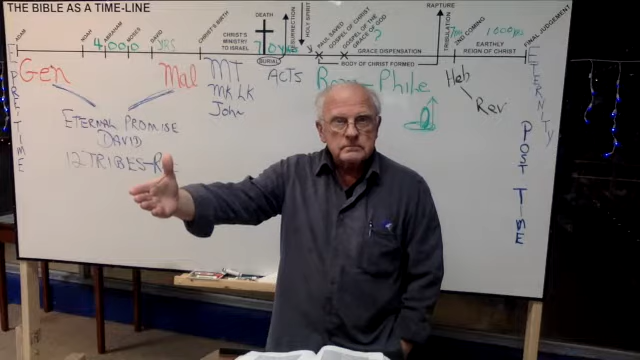 THE BIBLE AS A TIME-LINE
ADAM
NOAH
ABRAHAM
MOSES
DAVID
CHRIST'S BIRTH
CHRIST'S MINISTRY TO ISRAEL
DEATH
BURIAL
HOLY SPIRIT
PAUL SAVED
GOSPEL OF CHRIST
GOSPEL OF THE GRACE OF GOD
?
GRACE DISPENSATION
BODY OF CHRIST FORMED
RAPTURE
TRIBULATION
2ND COMING
1000 yrs
EARTHLY REIGN OF CHRIST
FINAL JUDGEMENT
4,000 YRS
Gen
Mal
MT
MK LK
John
ACTS
Phile
Heb
Rev
ETERNAL PROMISE
DAVID
12 TRIBES
PRE-TIME
ETERNITY
POST TIME